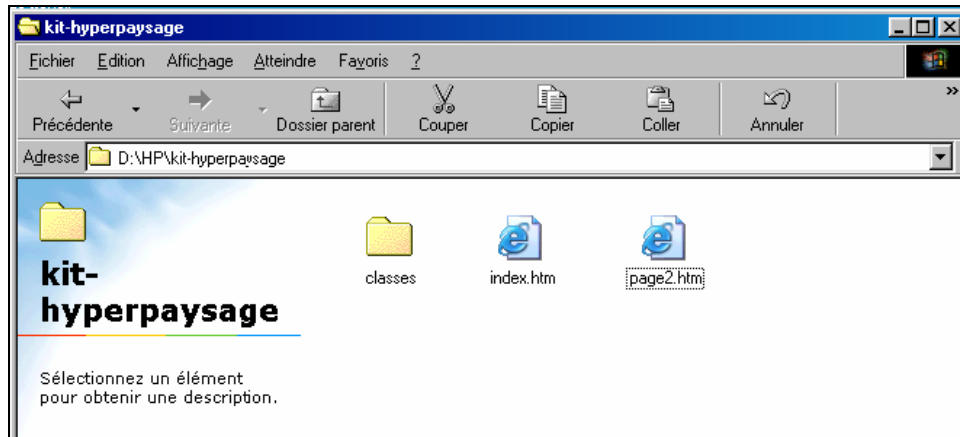 kit-hyperpaysage
Fichier Edition Affichage Atteindre Favoris ?
Précédente Suivante Dossier parent Couper Copier Coller Annuler »
Adresse D:\HP\kit-hyperpaysage
kit-
hyperpaysage
classes index.htm page2.htm
Sélectionnez un élément
pour obtenir une description.